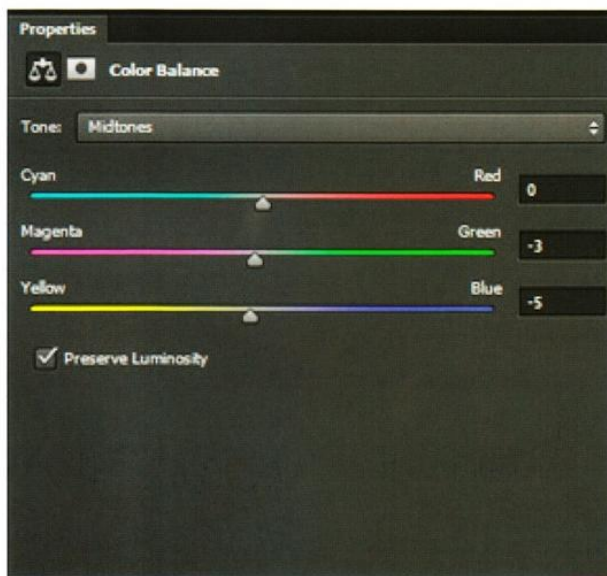 Properties
Color Balance
Tone: Midtones
Cyan Red 0
Magenta Green -3
Yellow Blue -5
Preserve Luminosity